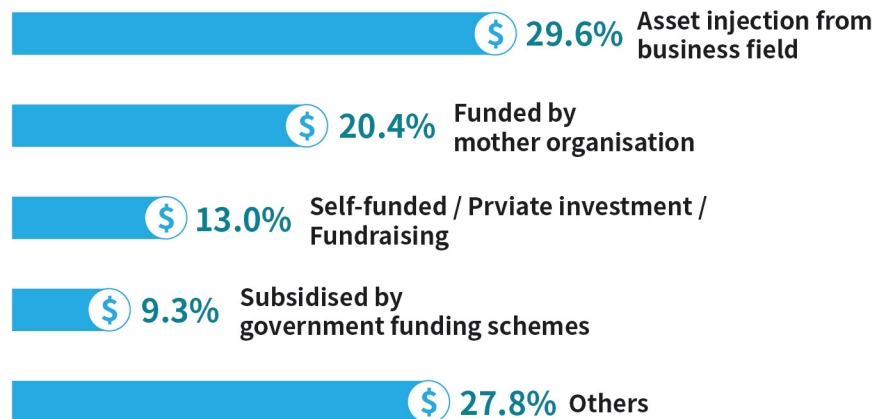 $ 29.6% Asset injection from
business field
$ 20.4% Funded by
mother organisation
$ 13.0% Self-funded / Prviate investment /
Fundraising
$ 9.3% Subsidised by
government funding schemes
$ 27.8% Others